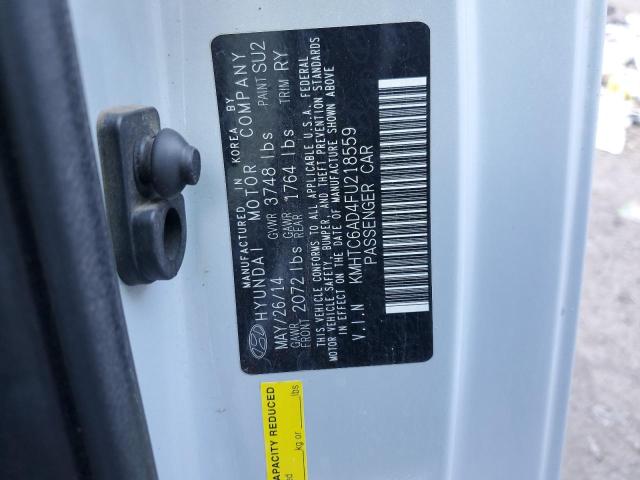 MANUFACTURED IN KOREA BY
HYUNDAI MOTOR COMPANY
MAY/26/14 GVWR 3748 lbs PAINT SU2
GAWR FRONT 2072 lbs GAWR REAR 1764 lbs TRIM RY
THIS VEHICLE CONFORMS TO ALL APPLICABLE U.S.A. FEDERAL
MOTOR VEHICLE SAFETY, BUMPER, AND THEFT PREVENTION STANDARDS
IN EFFECT ON THE DATE OF MANUFACTURE SHOWN ABOVE
V.I.N KMHTC6AD4FU218559
PASSENGER CAR
CAPACITY REDUCED
kg or lbs